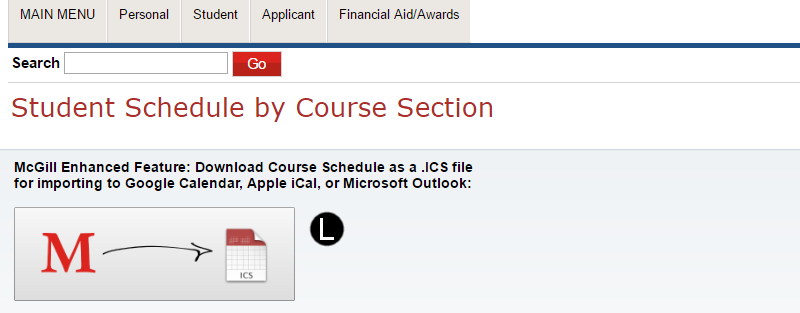 MAIN MENU Personal Student Applicant Financial Aid/Awards
Search Go
Student Schedule by Course Section
McGill Enhanced Feature: Download Course Schedule as a .ICS file
for importing to Google Calendar, Apple iCal, or Microsoft Outlook:
M ICS L